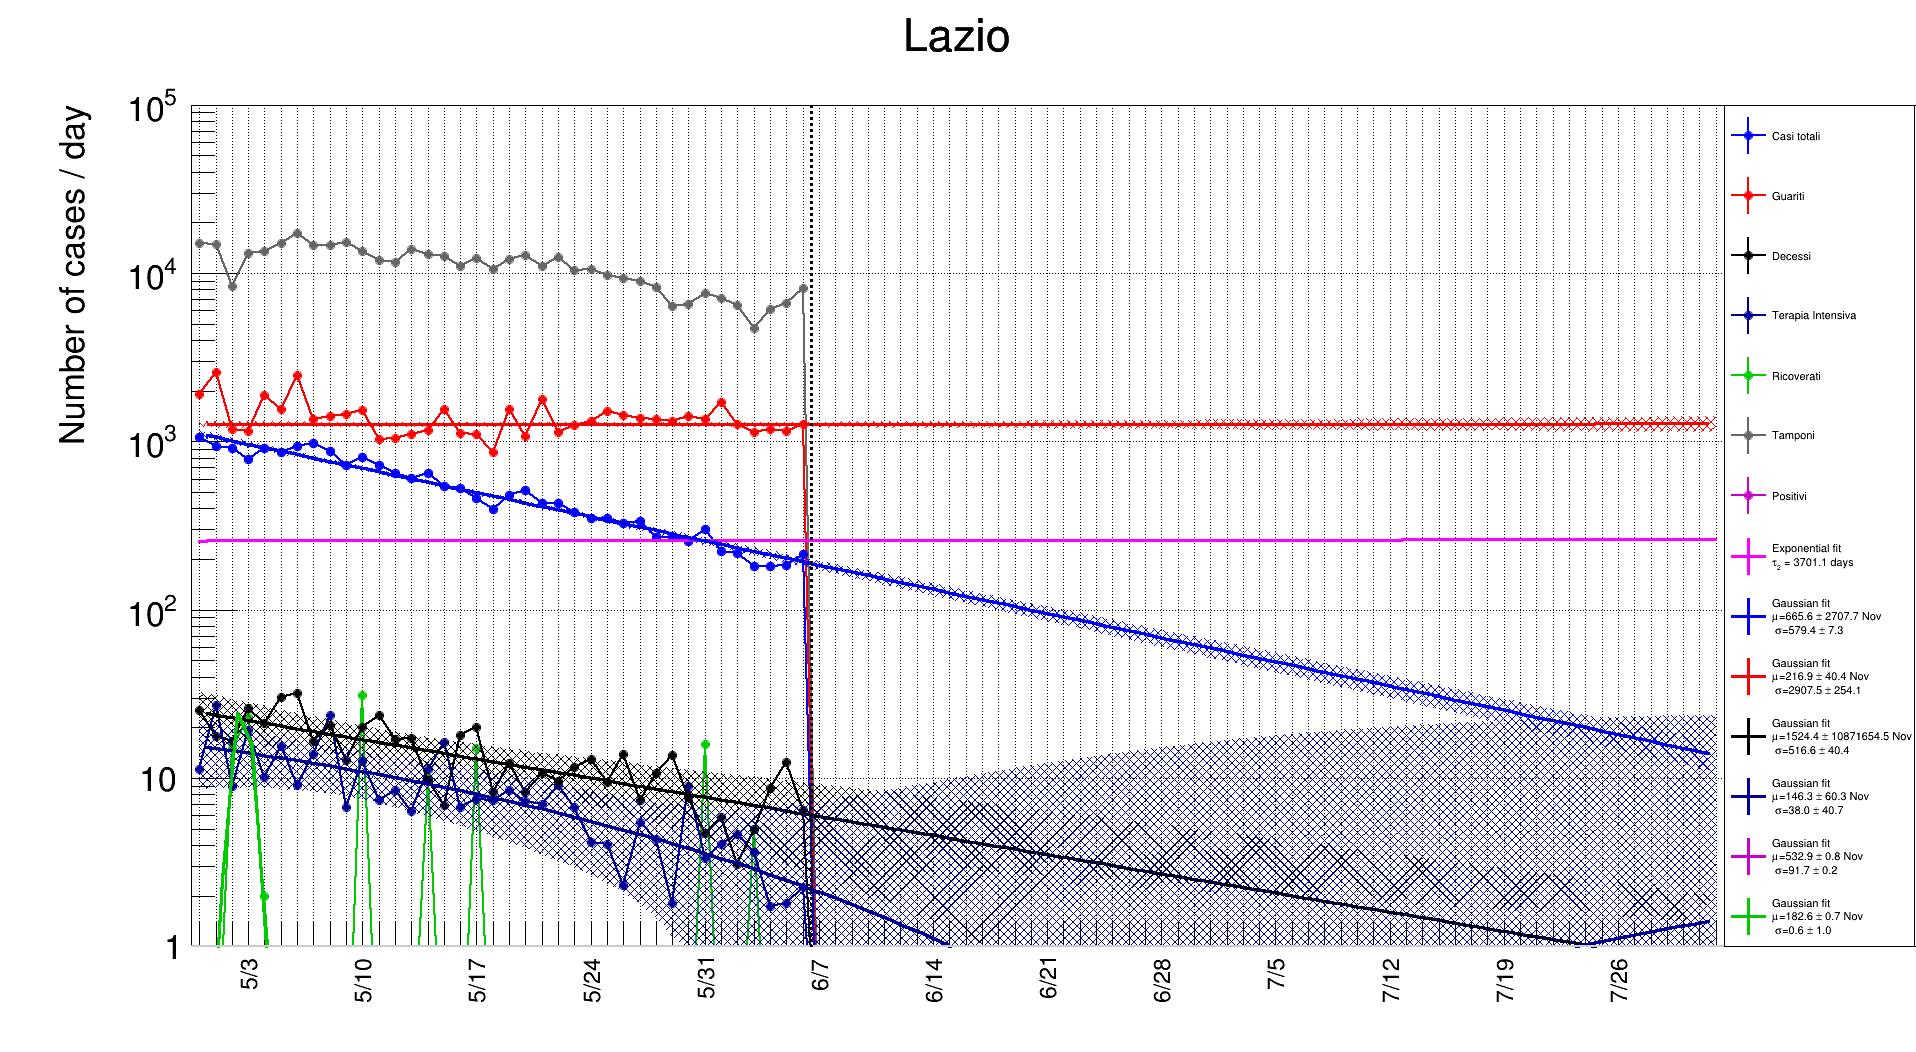 Lazio
Number of cases / day
10^5
10^4
10^3
10^2
10
1
5/3
5/10
5/17
5/24
5/31
6/7
6/14
6/21
6/28
7/5
7/12
7/19
7/26
Casi totali
Guariti
Decessi
Terapia Intensiva
Ricoverati
Tamponi
Positivi
Exponential fit
τ₂ = 3701.1 days
Gaussian fit
μ=665.6 ± 2707.7 Nov
σ=579.4 ± 7.3
Gaussian fit
μ=216.9 ± 40.4 Nov
σ=2907.5 ± 254.1
Gaussian fit
μ=1524.4 ± 10871654.5 Nov
σ=516.6 ± 40.4
Gaussian fit
μ=146.3 ± 60.3 Nov
σ=38.0 ± 40.7
Gaussian fit
μ=532.9 ± 0.8 Nov
σ=91.7 ± 0.2
Gaussian fit
μ=182.6 ± 0.7 Nov
σ=0.6 ± 1.0